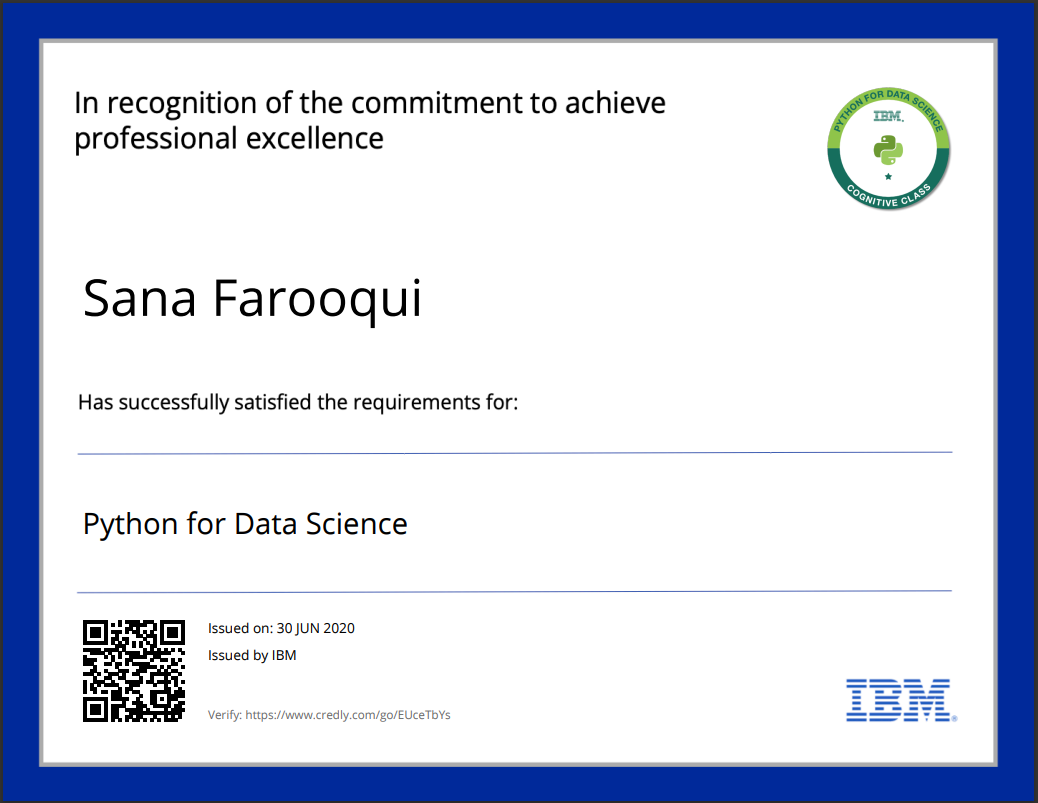 In recognition of the commitment to achieve
professional excellence
PYTHON FOR DATA SCIENCE
IBM.
COGNITIVE CLASS
Sana Farooqui
Has successfully satisfied the requirements for:
Python for Data Science
Issued on: 30 JUN 2020
Issued by IBM
Verify: https://www.credly.com/go/EUceTbYs
IBM®